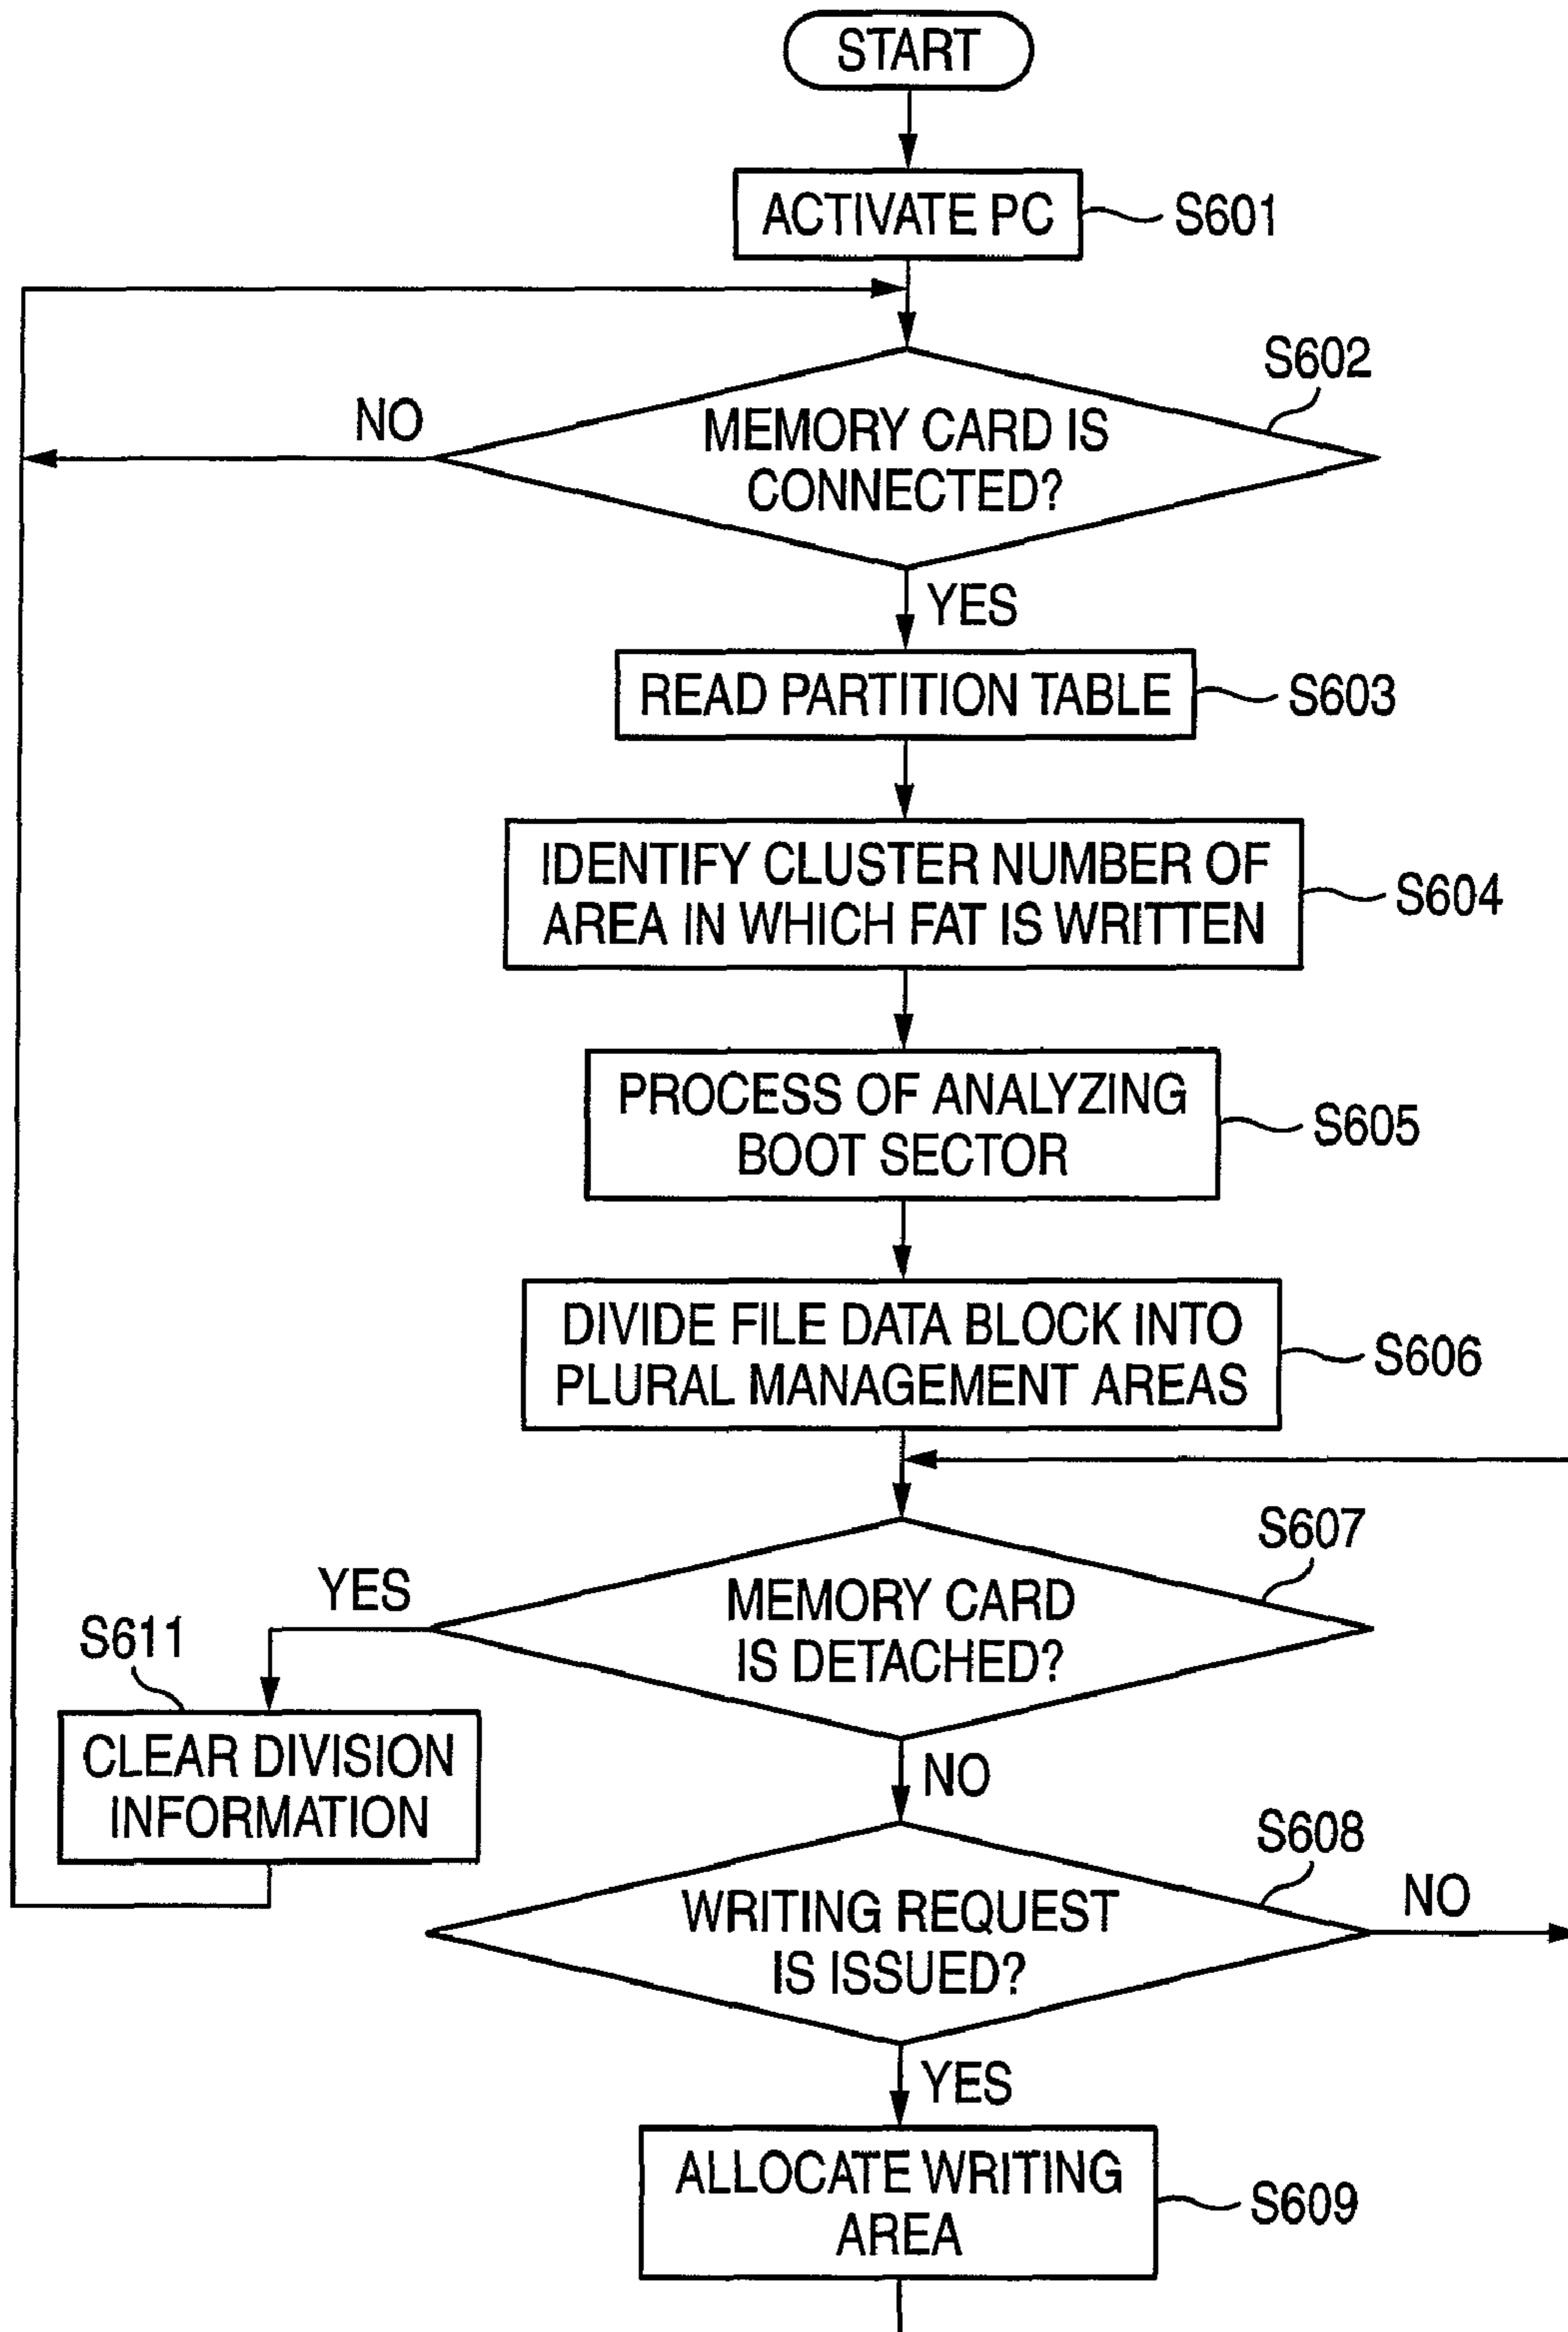 START
ACTIVATE PC
S601
S602
NO
MEMORY CARD IS
CONNECTED?
YES
READ PARTITION TABLE
S603
IDENTIFY CLUSTER NUMBER OF
AREA IN WHICH FAT IS WRITTEN
S604
PROCESS OF ANALYZING
BOOT SECTOR
S605
DIVIDE FILE DATA BLOCK INTO
PLURAL MANAGEMENT AREAS
S606
S607
YES
MEMORY CARD
IS DETACHED?
S611
CLEAR DIVISION
INFORMATION
NO
S608
WRITING REQUEST
IS ISSUED?
NO
YES
ALLOCATE WRITING
AREA
S609